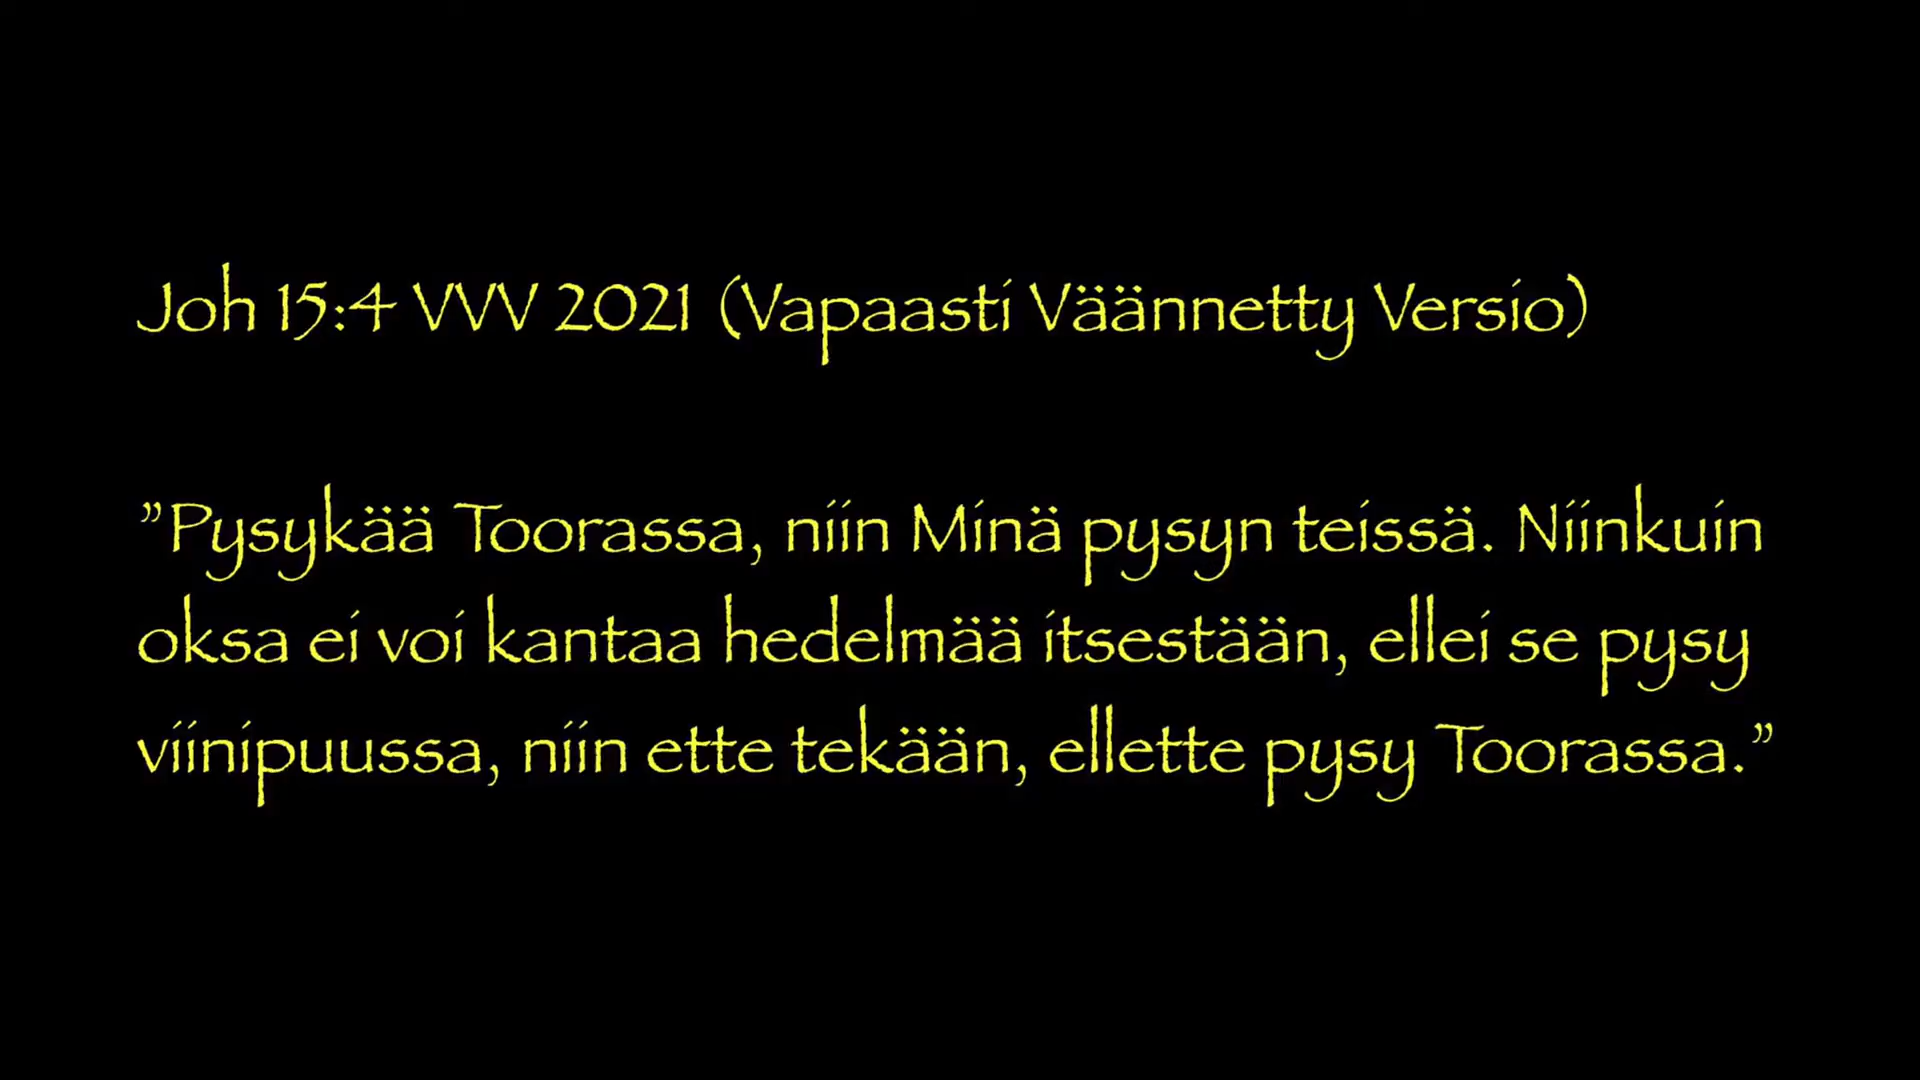 Joh 15:4 VVV 2021 (Vapaasti Väännetty Versio)
”Pysykää Toorassa, niin Minä pysyn teissä. Niinkuin
oksa ei voi kantaa hedelmää itsestään, ellei se pysy
viinipuussa, niin ette tekään, ellette pysy Toorassa.”